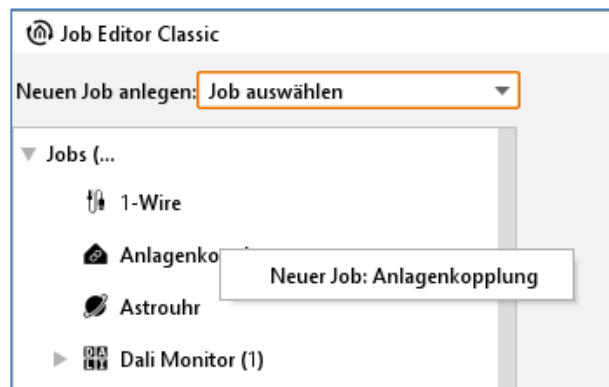 Job Editor Classic
Neuen Job anlegen: Job auswählen
Jobs (...
1-Wire
Anlagenko
Neuer Job: Anlagenkopplung
Astrouhr
Dali Monitor (1)